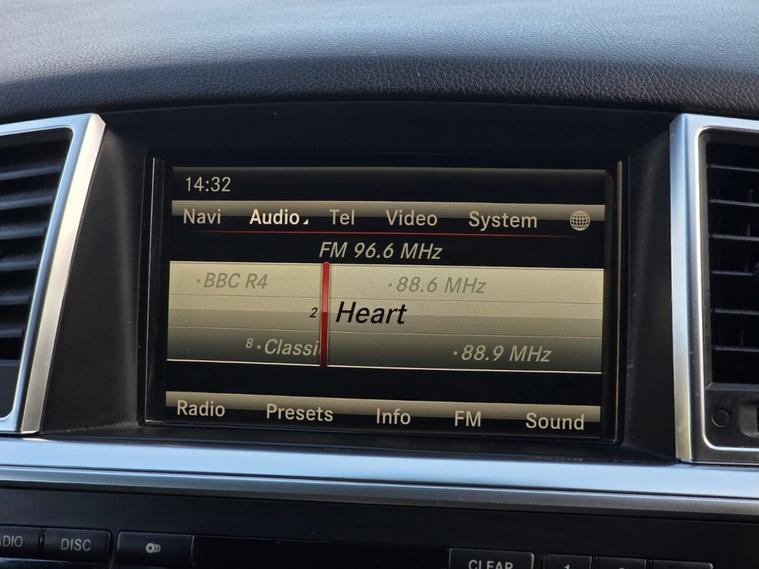 14:32
Navi Audio Tel Video System
FM 96.6 MHz
·BBC R4 ·88.6 MHz
2 Heart
8·Classi ·88.9 MHz
Radio Presets Info FM Sound
DISC
CLEAR
1